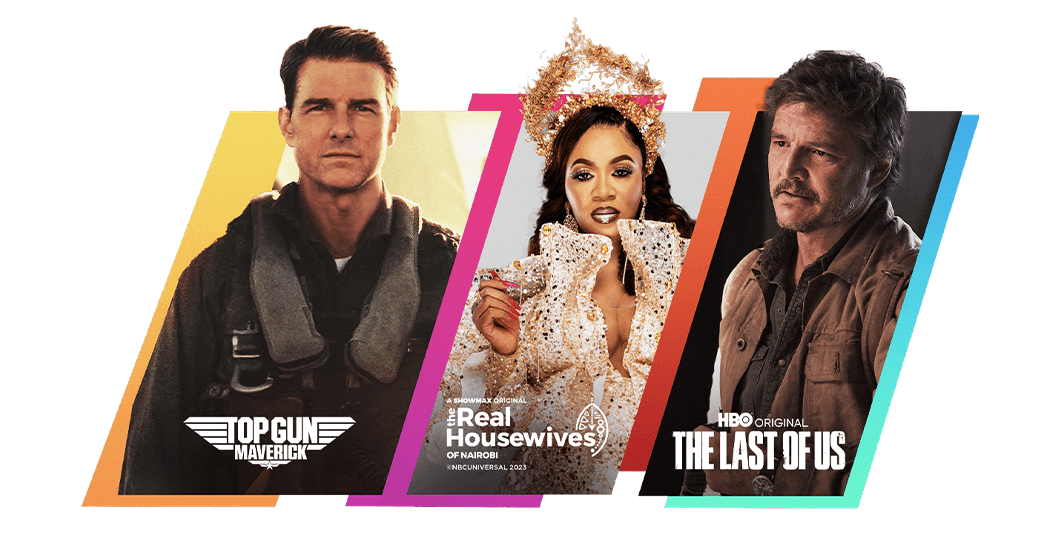 TOP GUN
MAVERICK
A SHOWMAX ORIGINAL
the Real
Housewives
OF NAIROBI
©NBCUNIVERSAL 2023
HBO ORIGINAL
THE LAST OF US